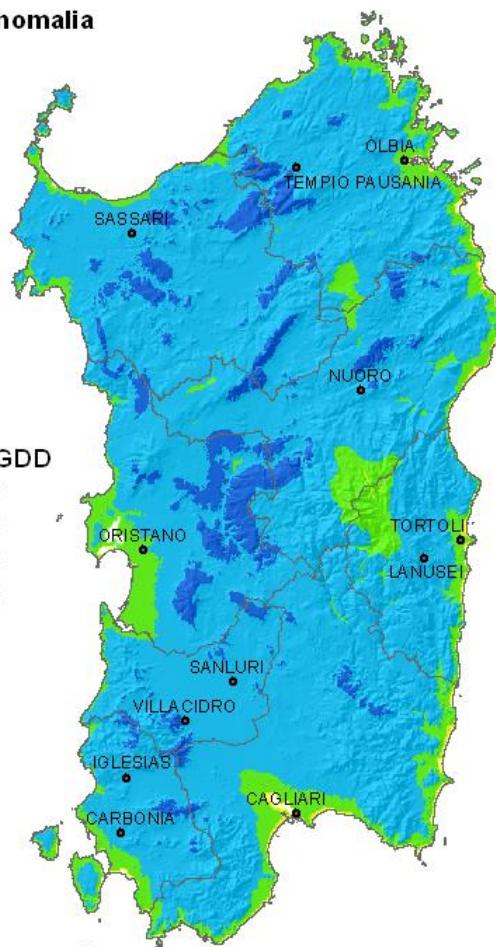 nomalia
OLBIA
TEMPIO PAUSANIA
SASSARI
NUORO
GDD
ORISTANO
TORTOLI
LANUSEI
SANLURI
VILLACIDRO
IGLESIAS
CAGLIARI
CARBONIA